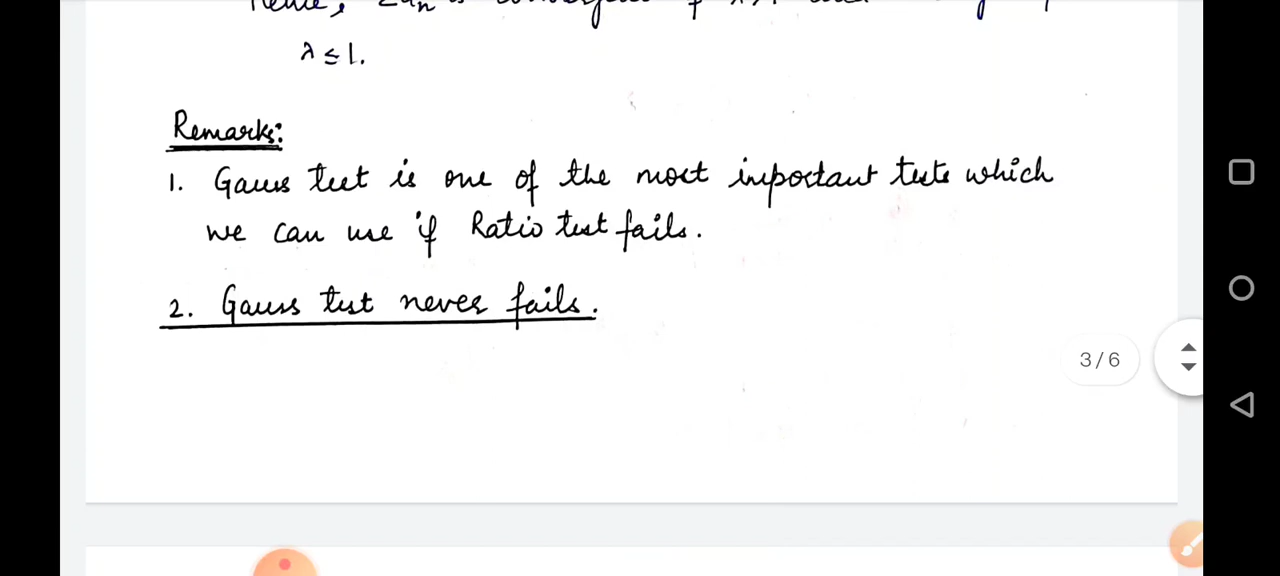 λ ≤ 1.
Remarks:
1. Gauss test is one of the most important tests which
we can use if Ratio test fails.
2. Gauss test never fails.
3/6